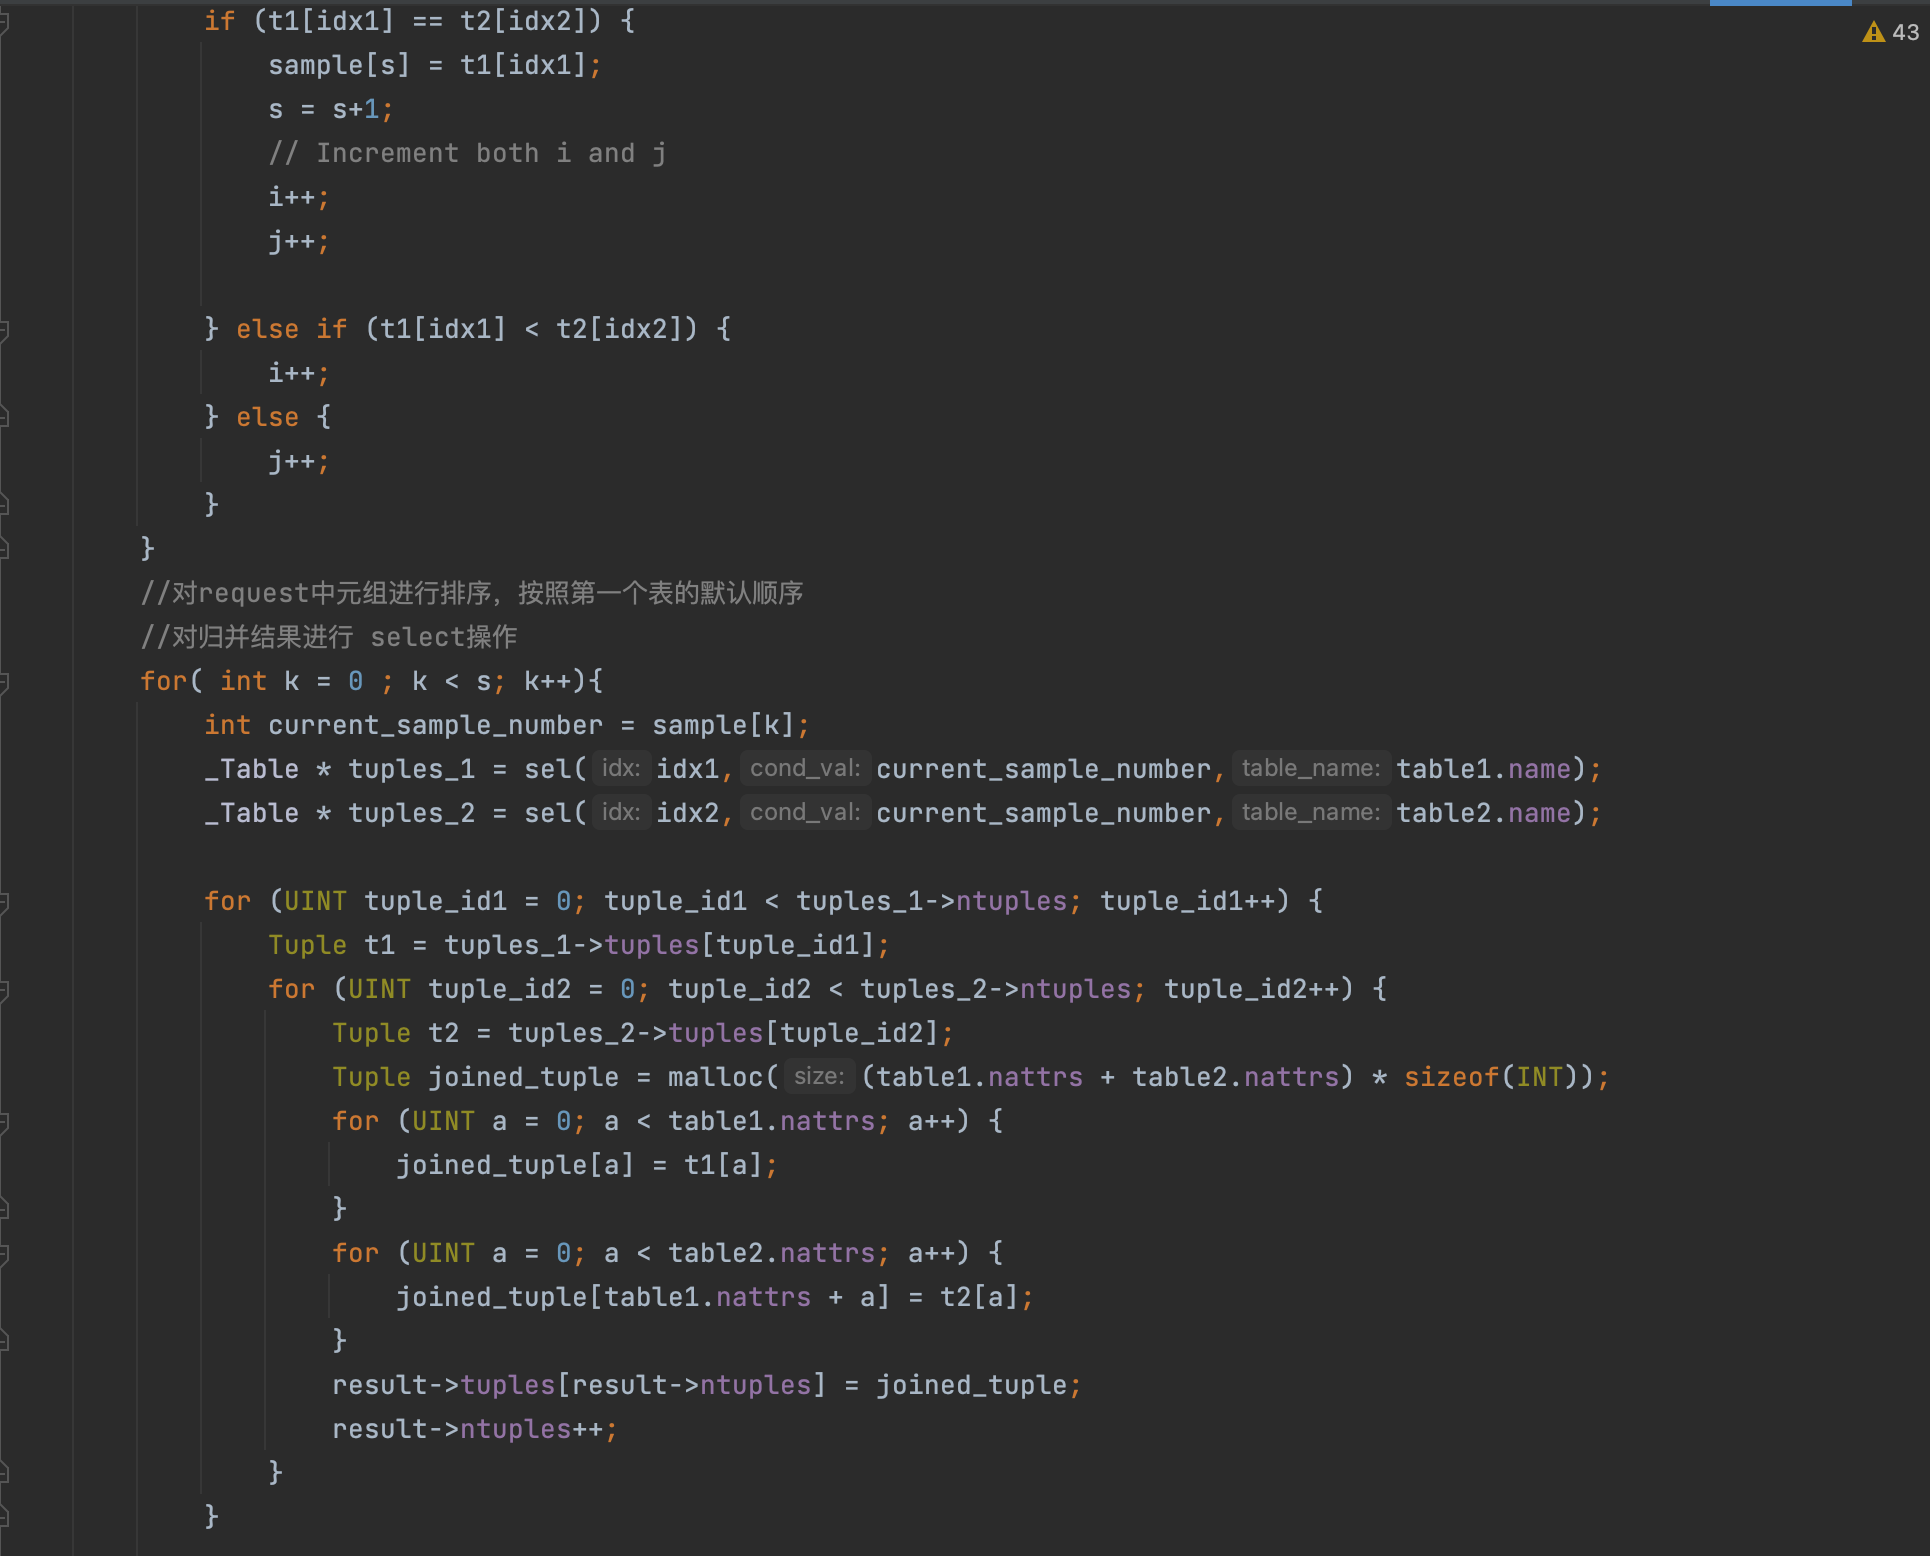 if (t1[idx1] == t2[idx2]) {
43
sample[s] = t1[idx1];
s = s+1;
// Increment both i and j
i++;
j++;
} else if (t1[idx1] < t2[idx2]) {
i++;
} else {
j++;
}
}
//对request中元组进行排序，按照第一个表的默认顺序
//对归并结果进行 select操作
for( int k = 0 ; k < s; k++){
int current_sample_number = sample[k];
_Table * tuples_1 = sel( idx: idx1, cond_val: current_sample_number, table_name: table1.name);
_Table * tuples_2 = sel( idx: idx2, cond_val: current_sample_number, table_name: table2.name);
for (UINT tuple_id1 = 0; tuple_id1 < tuples_1->ntuples; tuple_id1++) {
Tuple t1 = tuples_1->tuples[tuple_id1];
for (UINT tuple_id2 = 0; tuple_id2 < tuples_2->ntuples; tuple_id2++) {
Tuple t2 = tuples_2->tuples[tuple_id2];
Tuple joined_tuple = malloc( size: (table1.nattrs + table2.nattrs) * sizeof(INT));
for (UINT a = 0; a < table1.nattrs; a++) {
joined_tuple[a] = t1[a];
}
for (UINT a = 0; a < table2.nattrs; a++) {
joined_tuple[table1.nattrs + a] = t2[a];
}
result->tuples[result->ntuples] = joined_tuple;
result->ntuples++;
}
}